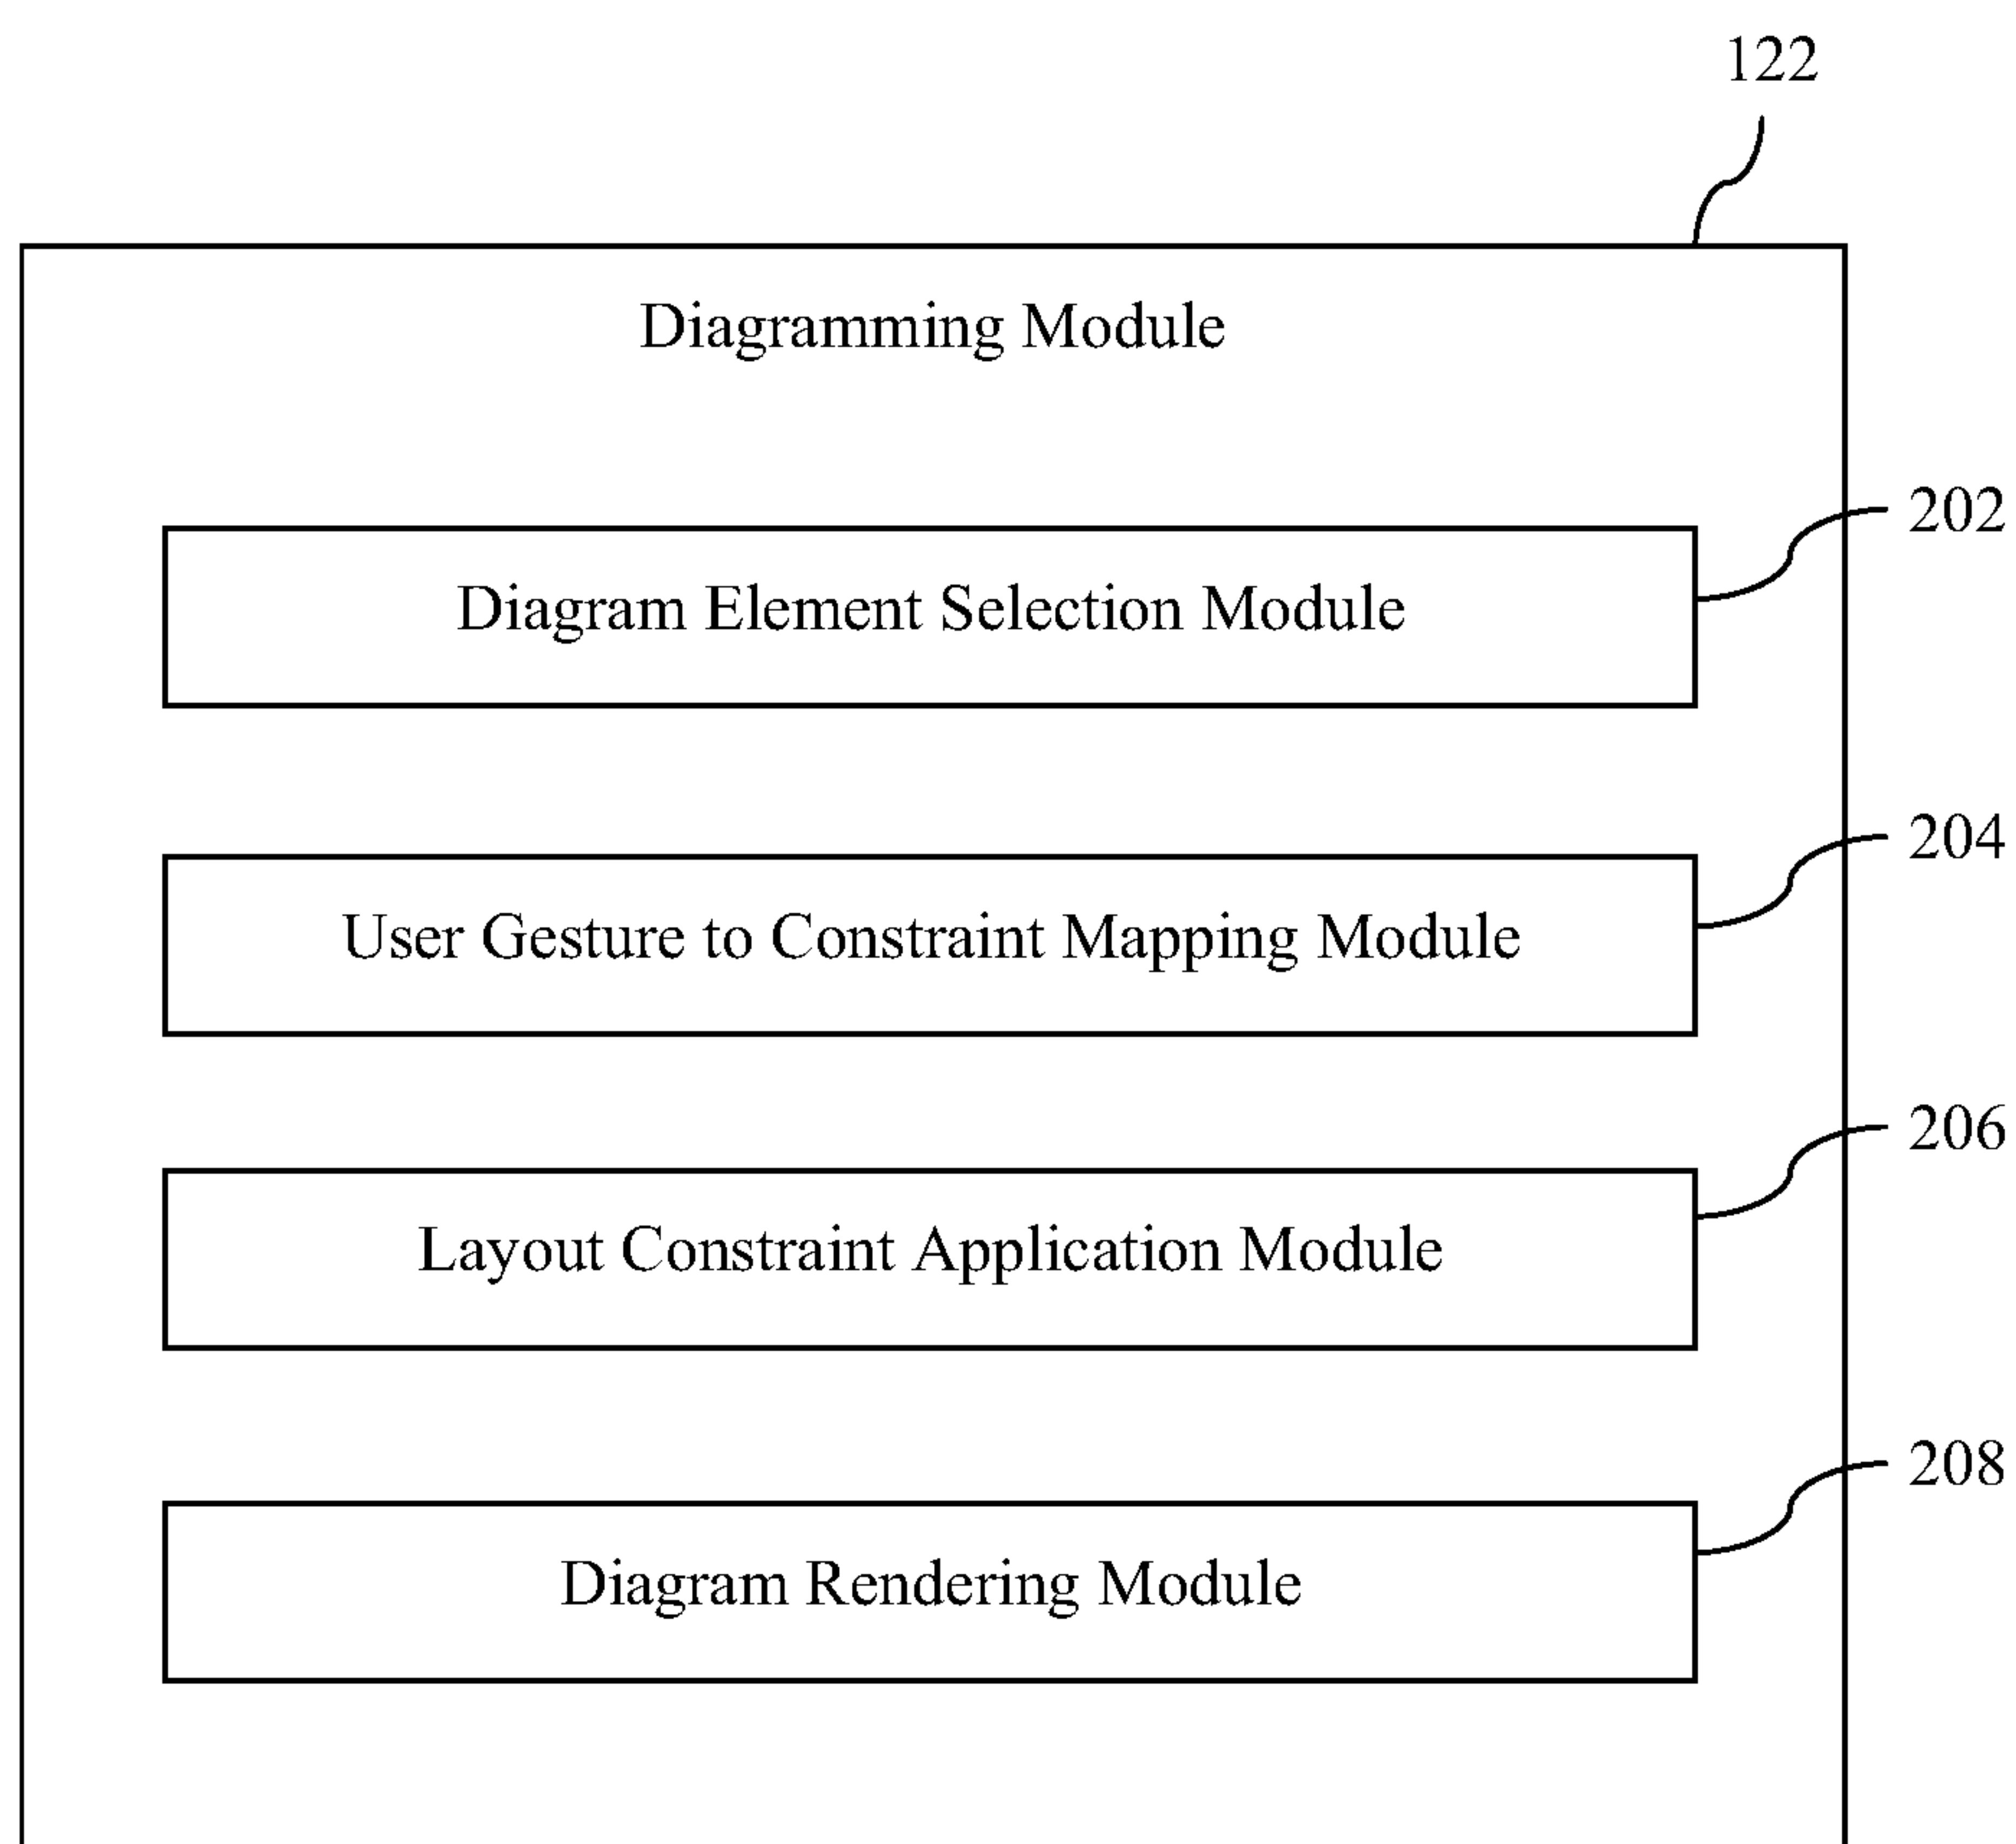 122
Diagramming Module
202
Diagram Element Selection Module
204
User Gesture to Constraint Mapping Module
206
Layout Constraint Application Module
208
Diagram Rendering Module